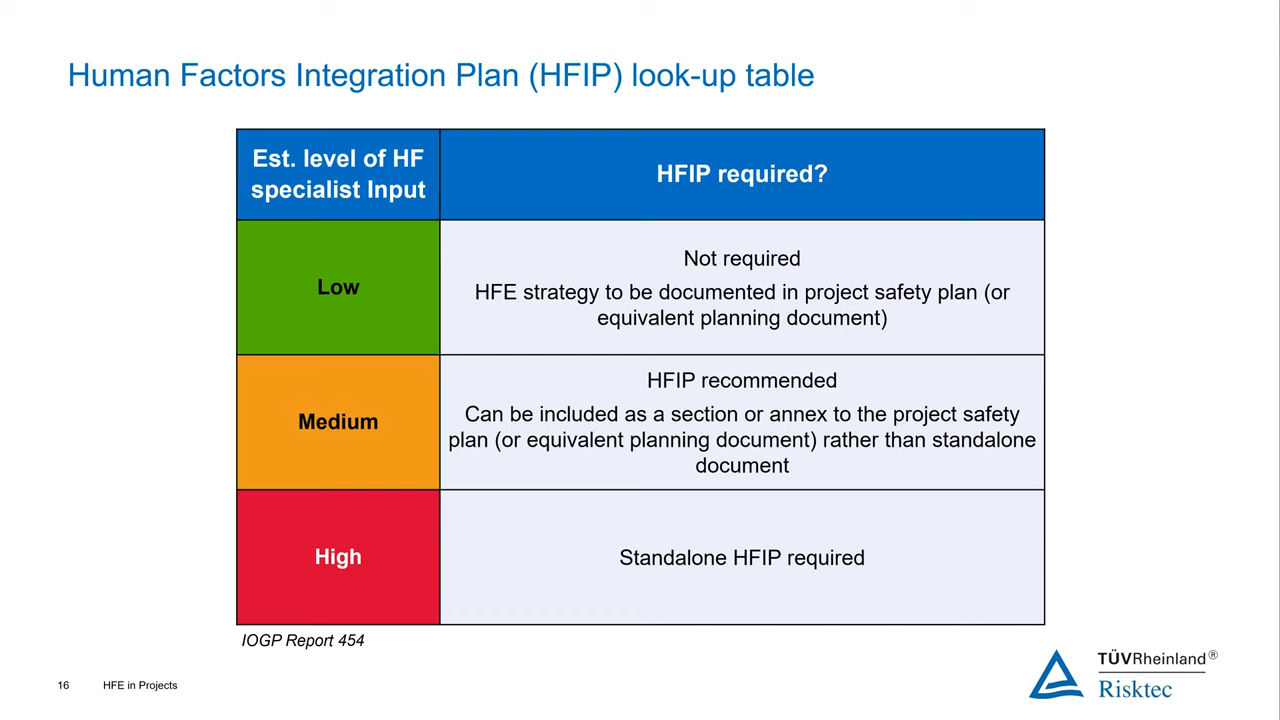 Human Factors Integration Plan (HFIP) look-up table
Est. level of HF
specialist Input
HFIP required?
Low
Not required
HFE strategy to be documented in project safety plan (or
equivalent planning document)
Medium
HFIP recommended
Can be included as a section or annex to the project safety
plan (or equivalent planning document) rather than standalone
document
High
Standalone HFIP required
IOGP Report 454
16 HFE in Projects
TÜVRheinland®
Risktec